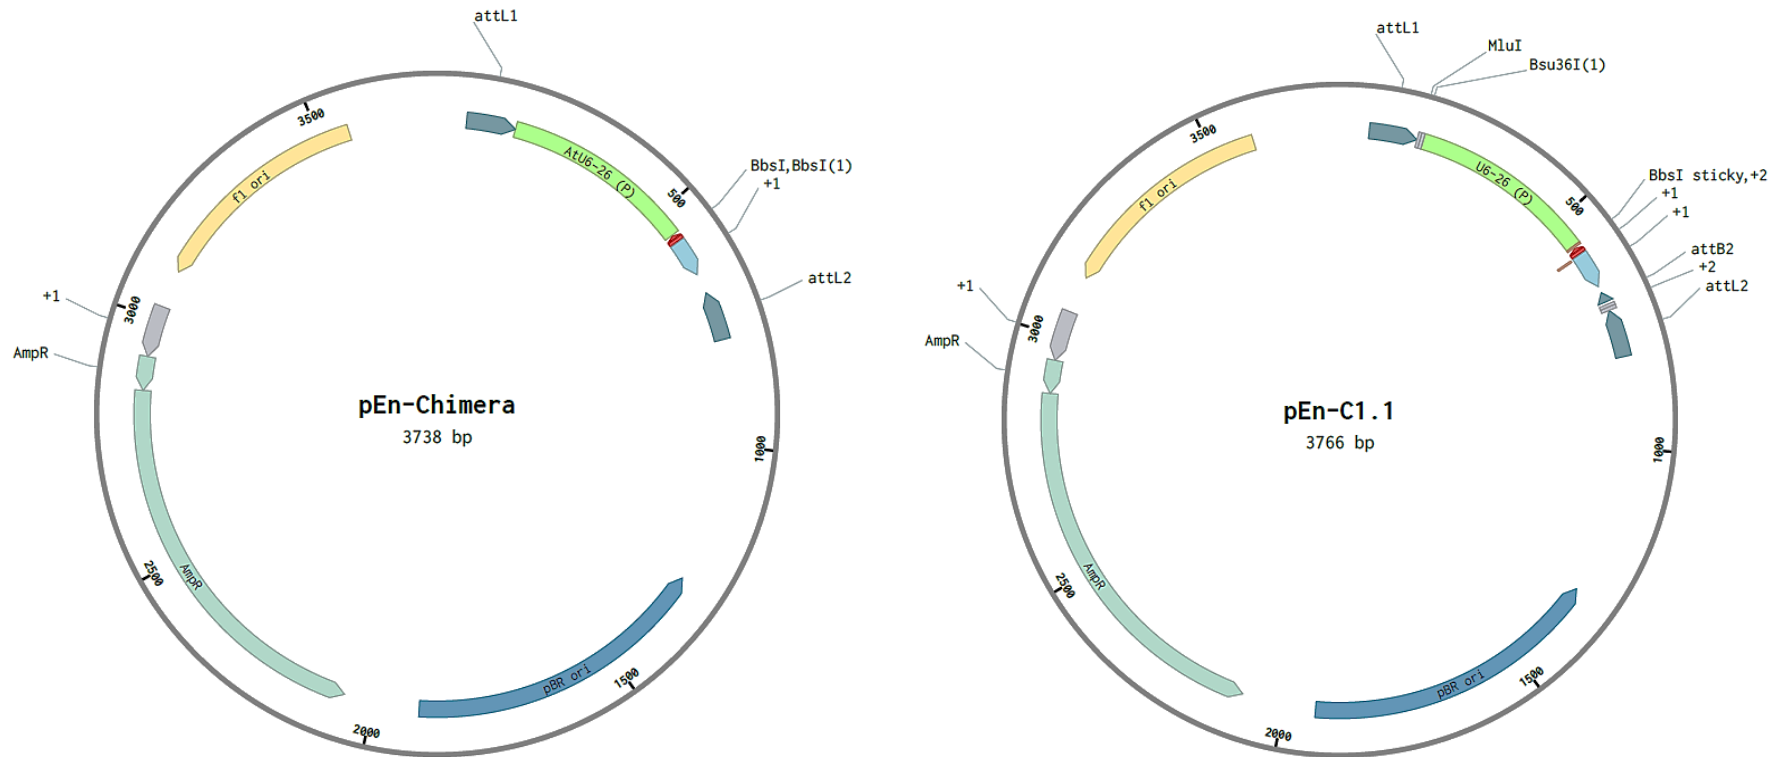 attL1
3500
f1 ori
AtU6-26 (P)
500
BbsI,BbsI(1)
+1
attL2
+1
3000
AmpR
pEn-Chimera
3738 bp
1000
2500
AmpR
pBR ori
1500
2000
attL1
MluI
Bsu36I(1)
3500
f1 ori
U6-26 (P)
500
BbsI sticky,+2
+1
+1
attB2
+2
attL2
+1
3000
AmpR
pEn-C1.1
3766 bp
1000
2500
AmpR
pBR ori
1500
2000